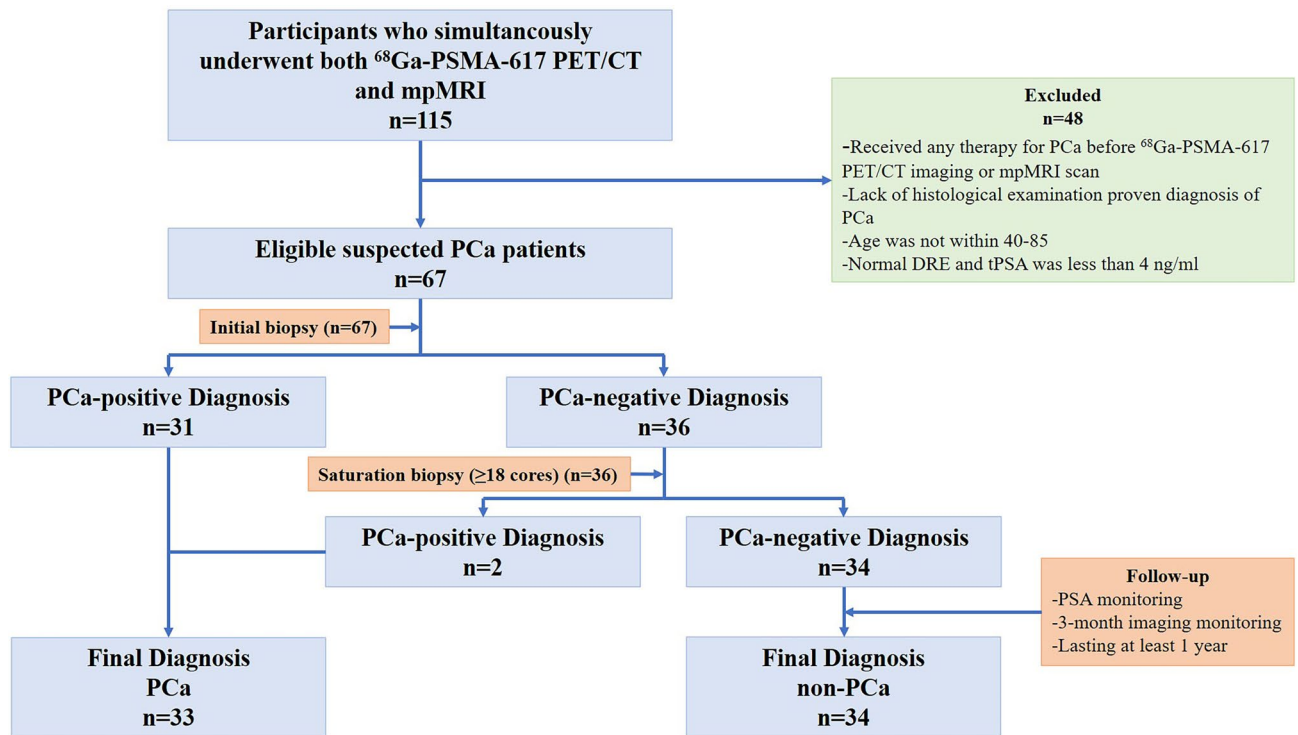 Participants who simultancously
underwent both ⁶⁸Ga-PSMA-617 PET/CT
and mpMRI
n=115
Excluded
n=48
-Received any therapy for PCa before ⁶⁸Ga-PSMA-617
PET/CT imaging or mpMRI scan
-Lack of histological examination proven diagnosis of
PCa
-Age was not within 40-85
-Normal DRE and tPSA was less than 4 ng/ml
Eligible suspected PCa patients
n=67
Initial biopsy (n=67)
PCa-positive Diagnosis
n=31
PCa-negative Diagnosis
n=36
Saturation biopsy (≥18 cores) (n=36)
PCa-positive Diagnosis
n=2
PCa-negative Diagnosis
n=34
Follow-up
-PSA monitoring
-3-month imaging monitoring
-Lasting at least 1 year
Final Diagnosis
PCa
n=33
Final Diagnosis
non-PCa
n=34